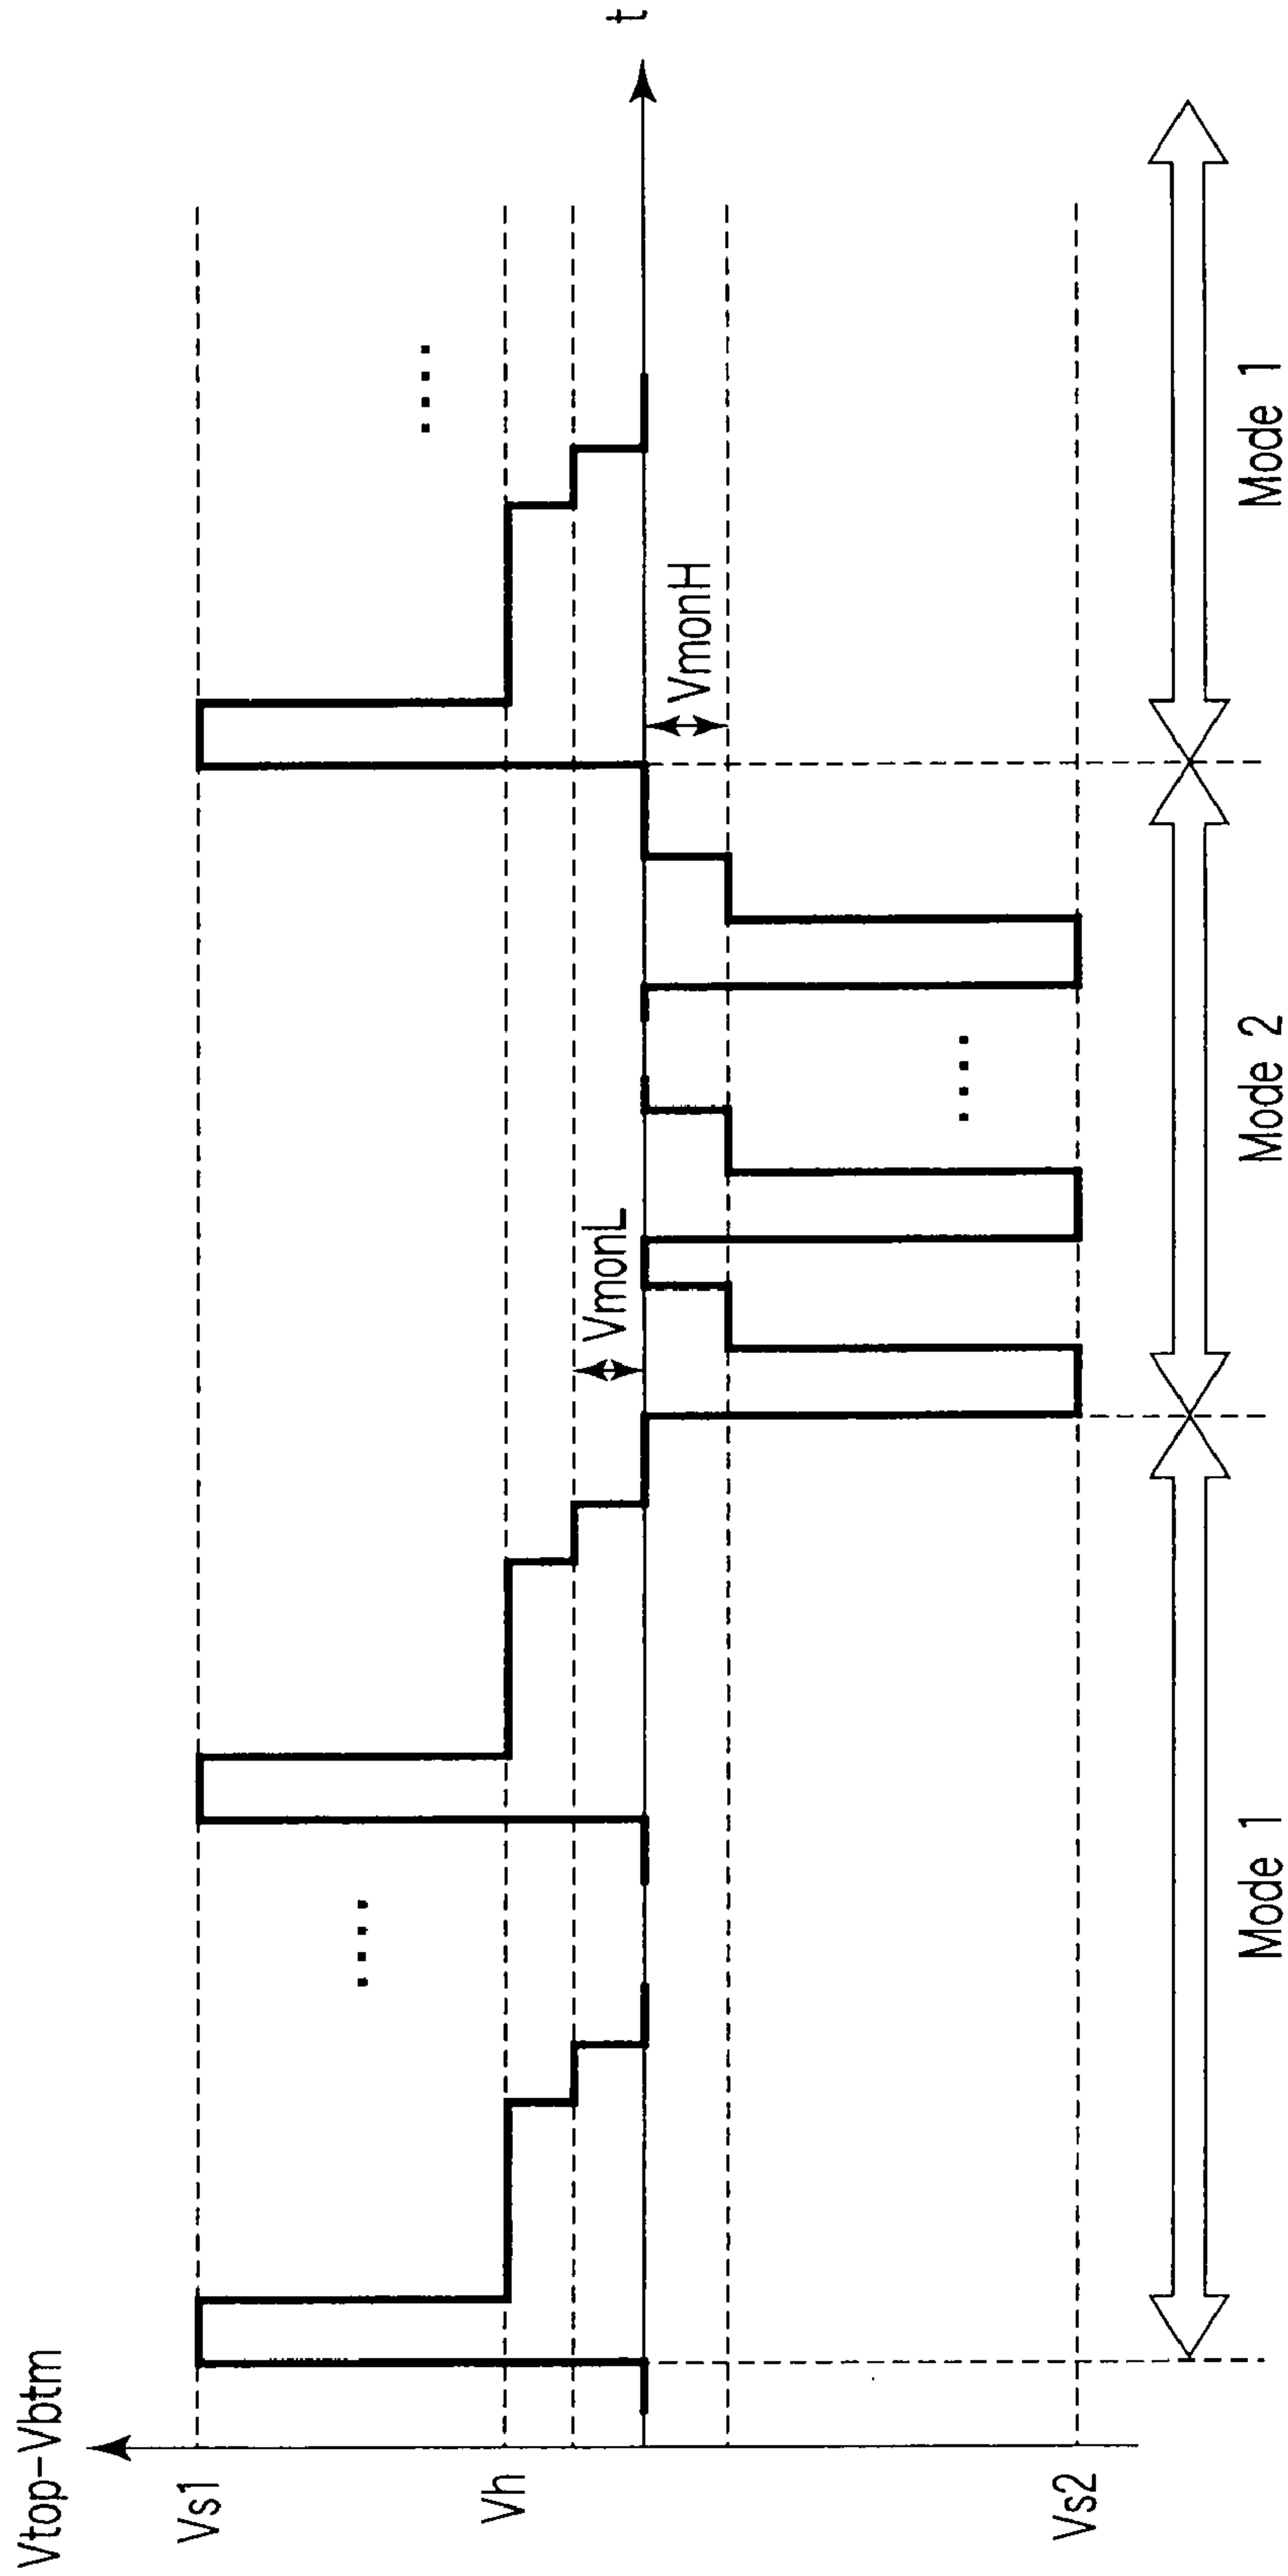 Vtop-Vbtm
Vs1
Vh
Vs2
VmonL
VmonH
t
....
....
....
Mode 1
Mode 2
Mode 1